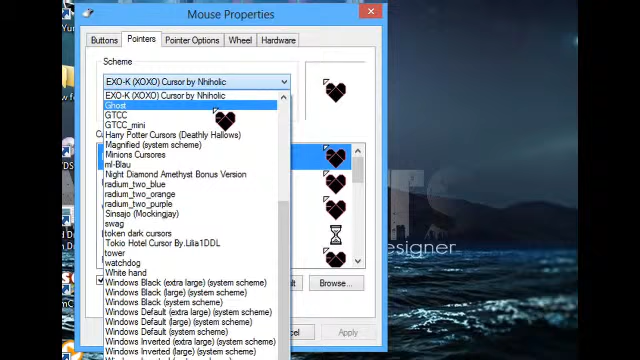 Mouse Properties
Buttons
Pointers
Pointer Options
Wheel
Hardware
Scheme
EXO-K (XOXO) Cursor by Nhiholic
EXO-K (XOXO) Cursor by Nhiholic
Ghost
GTCC
GTCC_mini
Harry Potter Cursors (Deathly Hallows)
Magnified (system scheme)
Minions Cursores
ml-Blau
Night Diamond Amethyst Bonus Version
radium_two_blue
radium_two_orange
radium_two_purple
Sinsajo (Mockingjay)
swag
token dark cursors
Tokio Hotel Cursor By.Lilia1DDL
tower
watchdog
White hand
Windows Black (extra large) (system scheme)
Windows Black (large) (system scheme)
Windows Black (system scheme)
Windows Default (extra large) (system scheme)
Windows Default (large) (system scheme)
Windows Default (system scheme)
Windows Inverted (extra large) (system scheme)
Windows Inverted (large) (system scheme)
Browse...
Apply
esigner